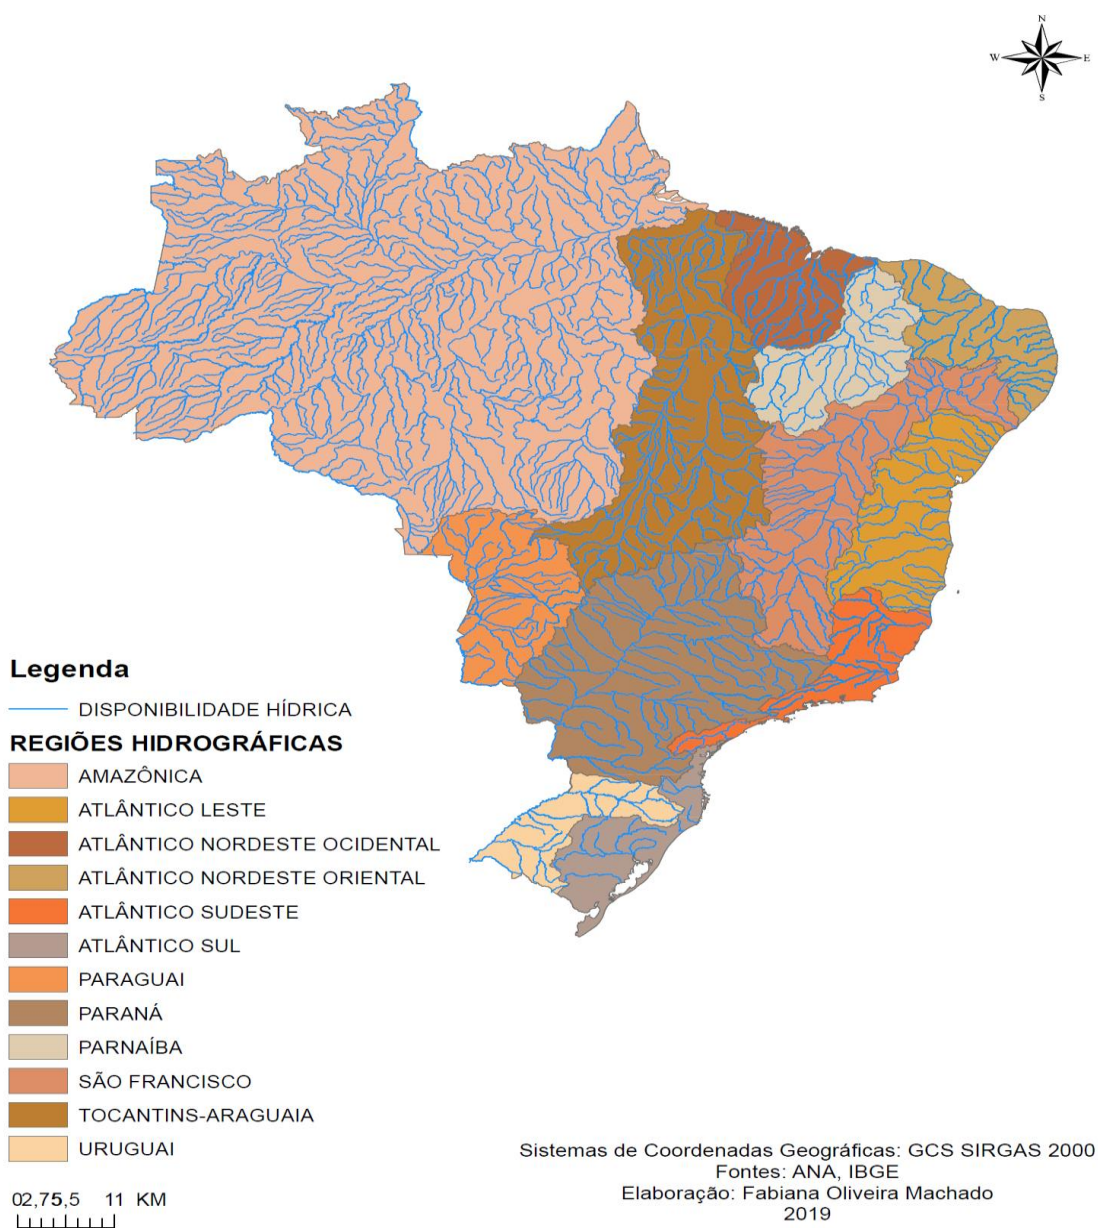 N
W E
S
Legenda
DISPONIBILIDADE HÍDRICA
REGIÕES HIDROGRÁFICAS
AMAZÔNICA
ATLÂNTICO LESTE
ATLÂNTICO NORDESTE OCIDENTAL
ATLÂNTICO NORDESTE ORIENTAL
ATLÂNTICO SUDESTE
ATLÂNTICO SUL
PARAGUAI
PARANÁ
PARNAÍBA
SÃO FRANCISCO
TOCANTINS-ARAGUAIA
URUGUAI
02,755,5 11 KM
Sistemas de Coordenadas Geográficas: GCS SIRGAS 2000
Fontes: ANA, IBGE
Elaboração: Fabiana Oliveira Machado
2019